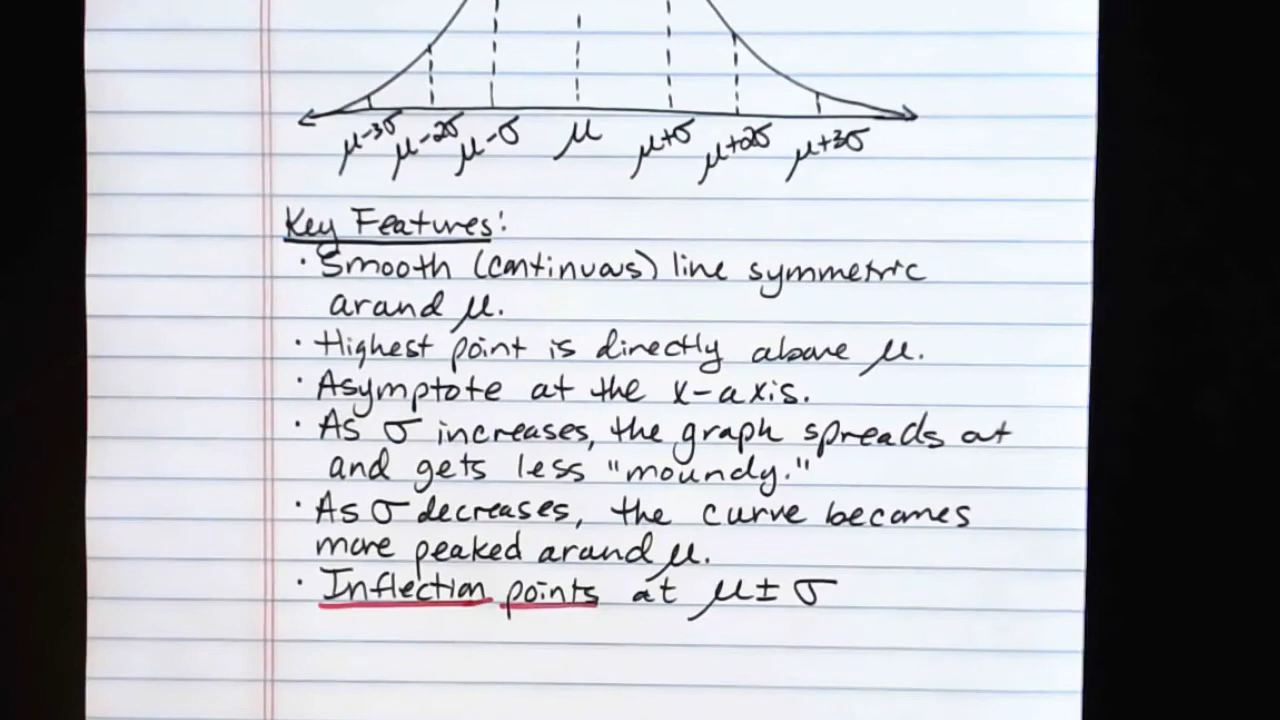 μ-3σ μ-2σ μ-σ μ μ+σ μ+2σ μ+3σ
Key Features:
· Smooth (continuous) line symmetric
around μ.
· Highest point is directly above μ.
· Asymptote at the x-axis.
· As σ increases, the graph spreads out
and gets less "moundy."
· As σ decreases, the curve becomes
more peaked around μ.
· Inflection points at μ ± σ